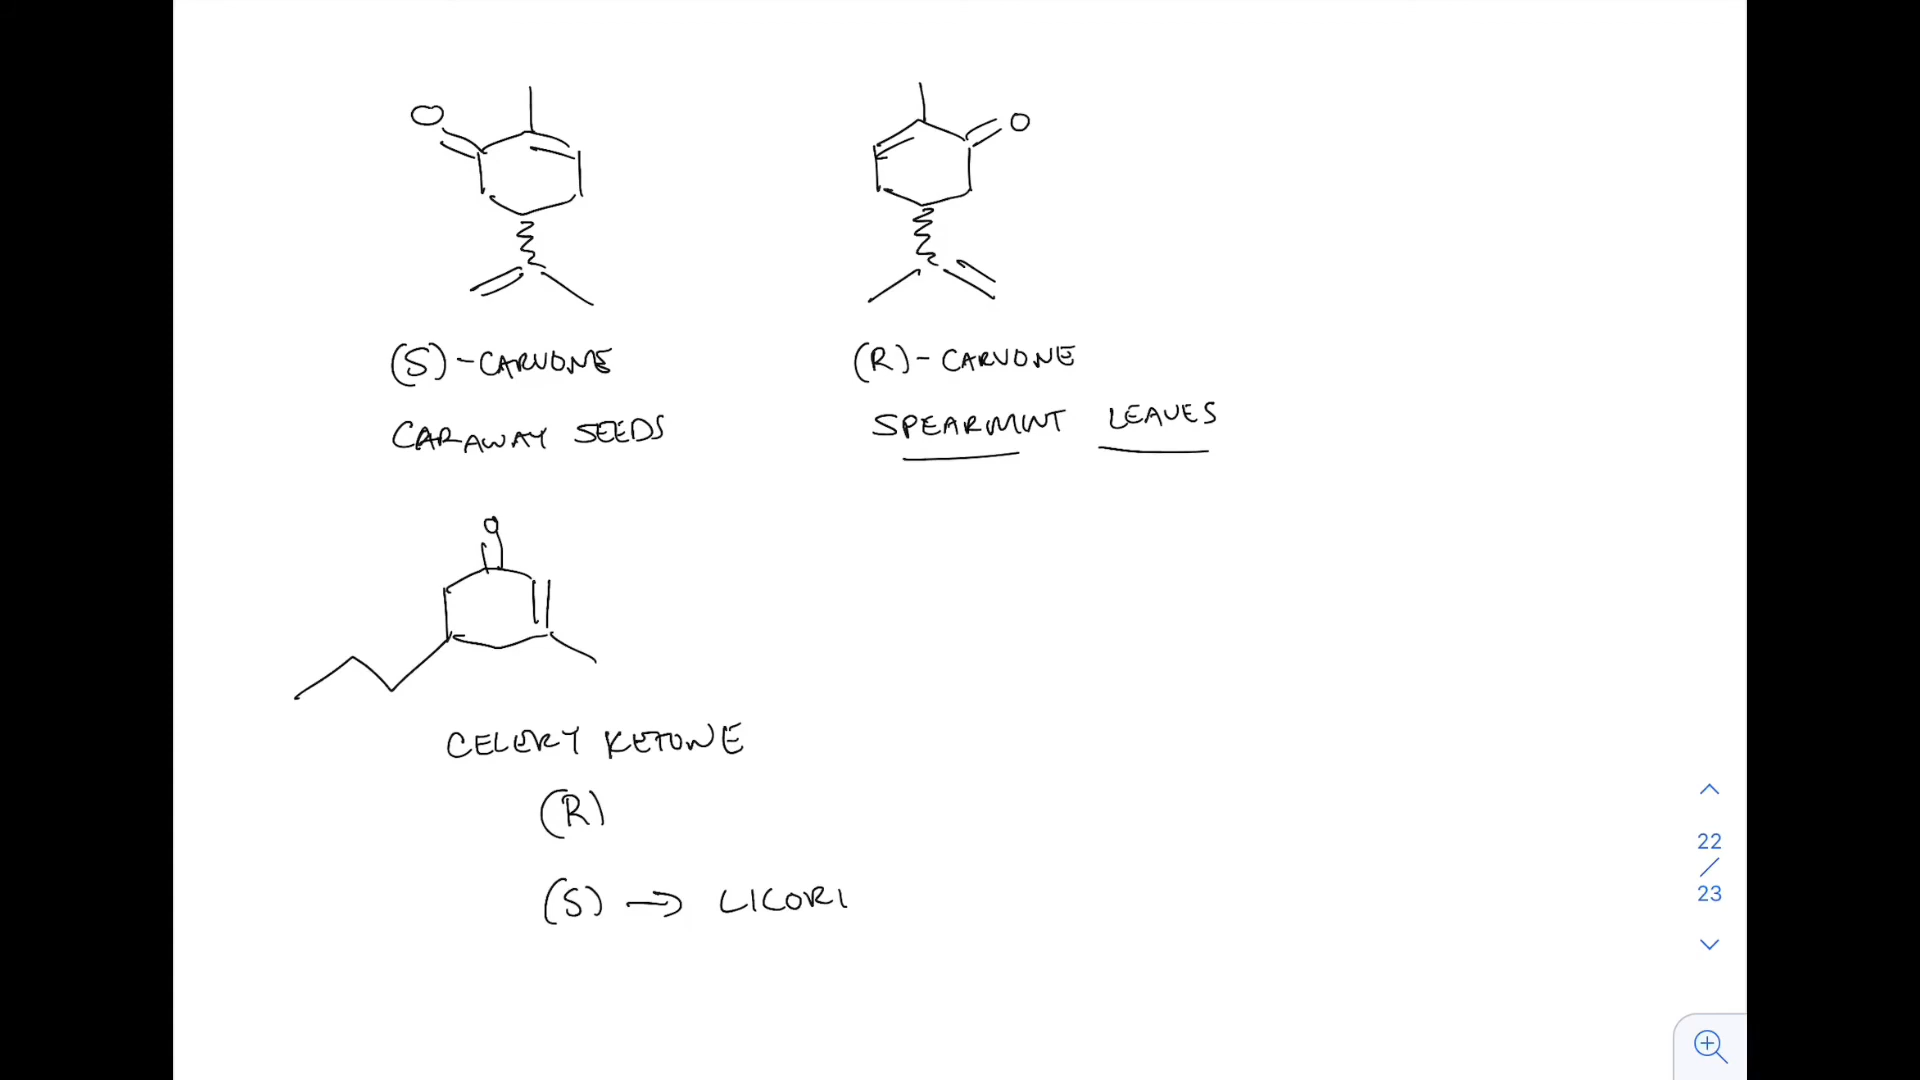 O
O
(S)-CARVONE
(R)-CARVONE
CARAWAY SEEDS
SPEARMINT LEAVES
O
CELERY KETONE
(R)
(S) → LICORI
22
/
23